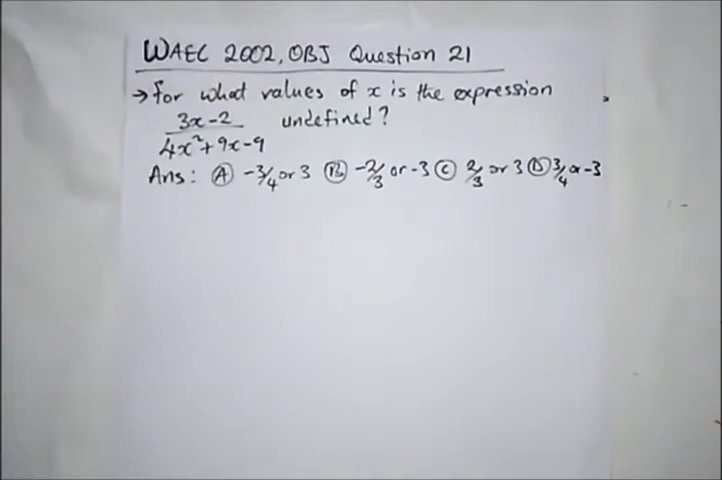 WAEC 2002, OBJ Question 21
→ for what values of x is the expression
3x-2
undefined?
4x²+9x-9
Ans: Ⓐ -3/4 or 3 Ⓑ -2/3 or -3 Ⓒ 2/3 or 3 Ⓓ 3/4 or -3